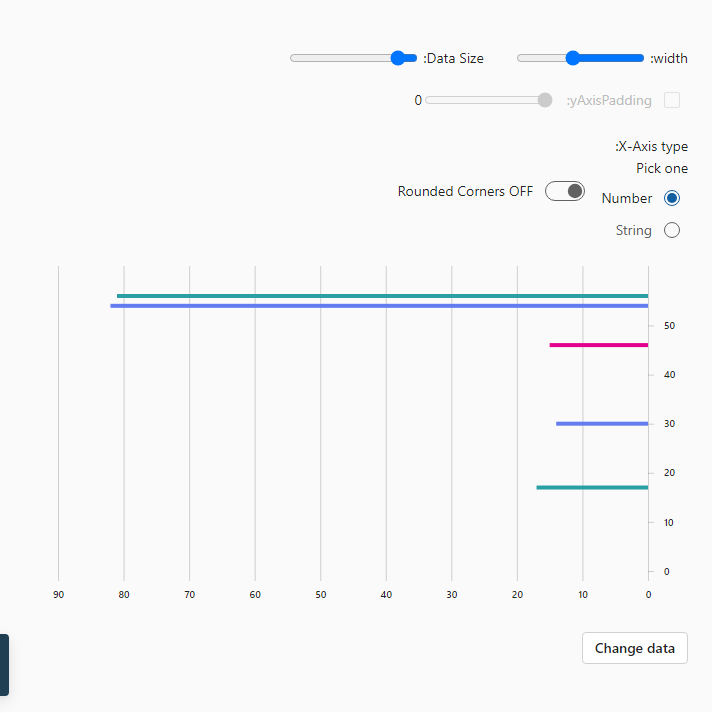 :width
:Data Size
:yAxisPadding
0
:X-Axis type
Pick one
Number
Rounded Corners OFF
String
50
40
30
20
10
0
90 80 70 60 50 40 30 20 10 0
Change data